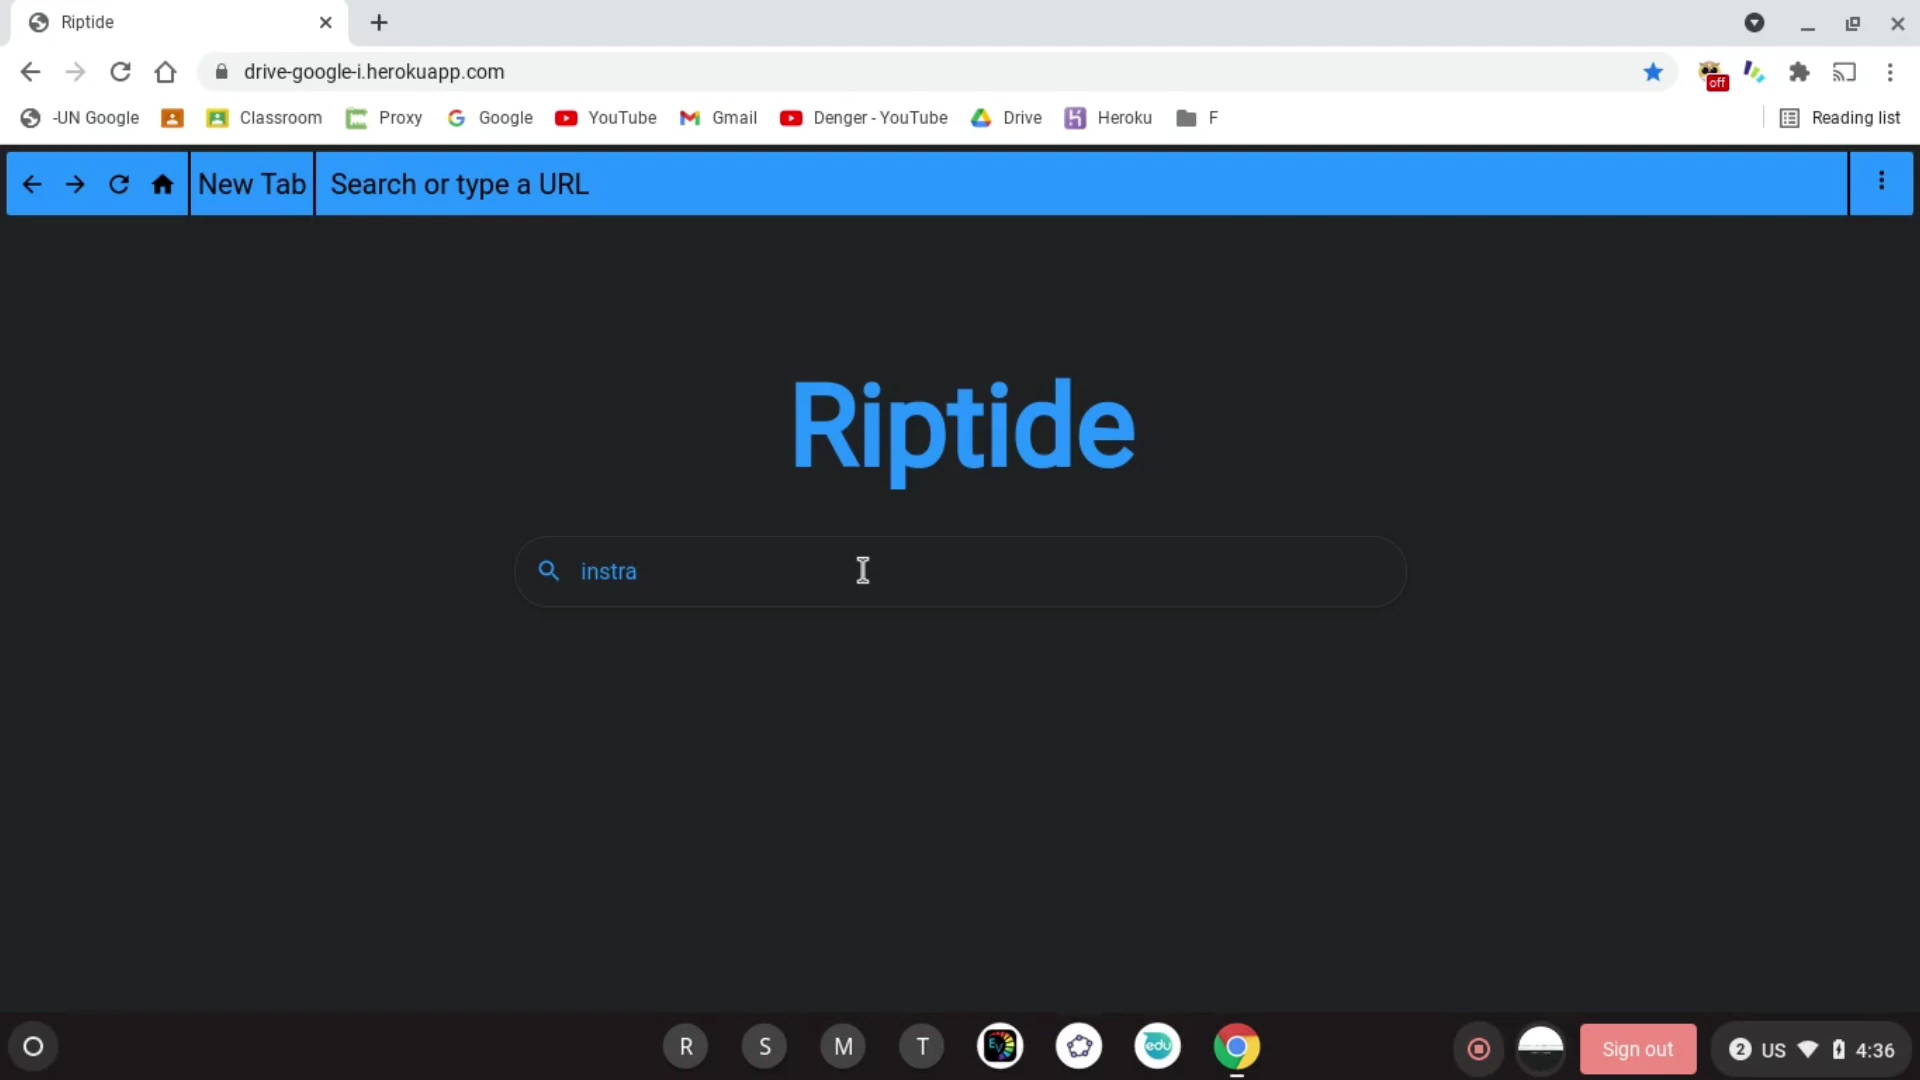 Riptide
drive-google-i.herokuapp.com
off
-UN Google Classroom Proxy Google YouTube Gmail Denger - YouTube Drive Heroku F Reading list
New Tab Search or type a URL
Riptide
instra
R S M T EV edu Sign out 2 US 4:36